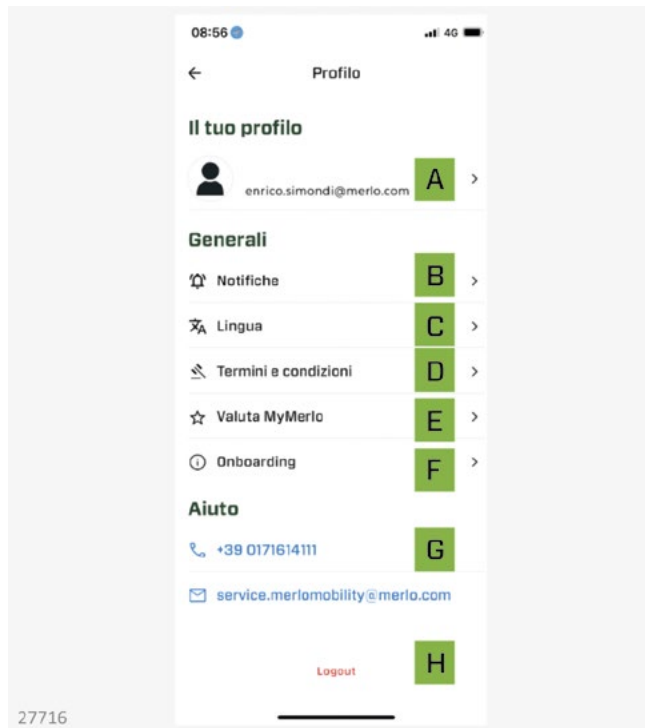 08:56 4G
Profilo
Il tuo profilo
enrico.simondi@merlo.com A
Generali
Notifiche B
Lingua C
Termini e condizioni D
Valuta MyMerlo E
Onboarding F
Aiuto
+39 0171614111 G
service.merlomobility@merlo.com
Logout H
27716